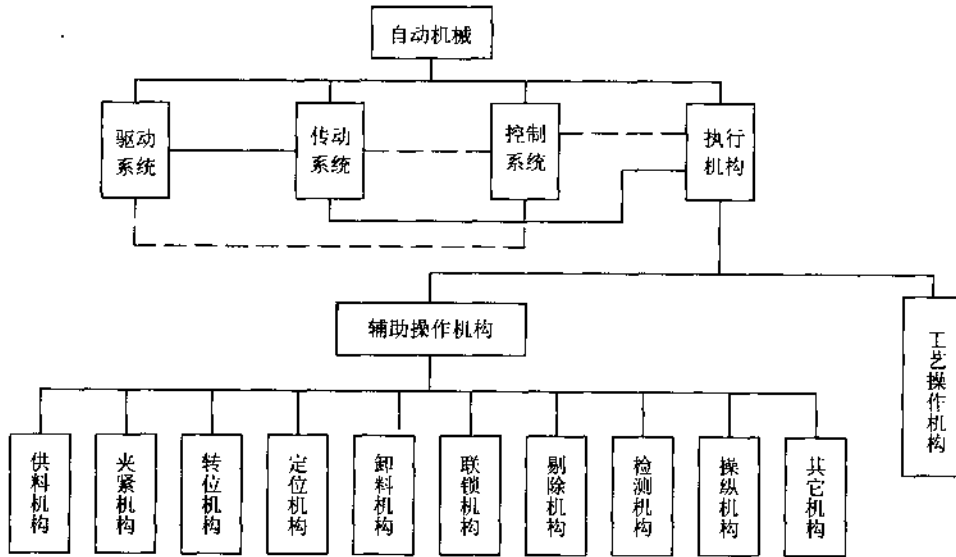 自动机械
驱动
系统
传动
系统
控制
系统
执行
机构
辅助操作机构
工艺操作机构
供料机构
夹紧机构
转位机构
定位机构
卸料机构
联锁机构
剔除机构
检测机构
操纵机构
其它机构